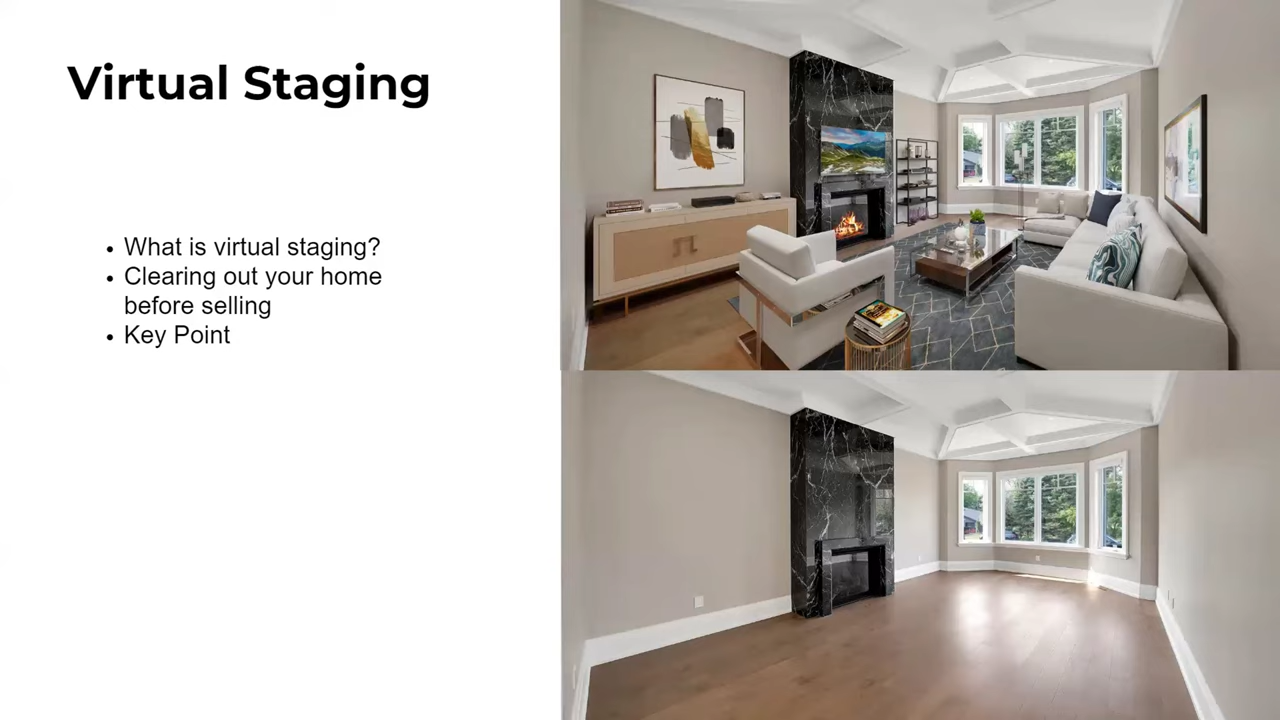 Virtual Staging
• What is virtual staging?
• Clearing out your home
before selling
• Key Point